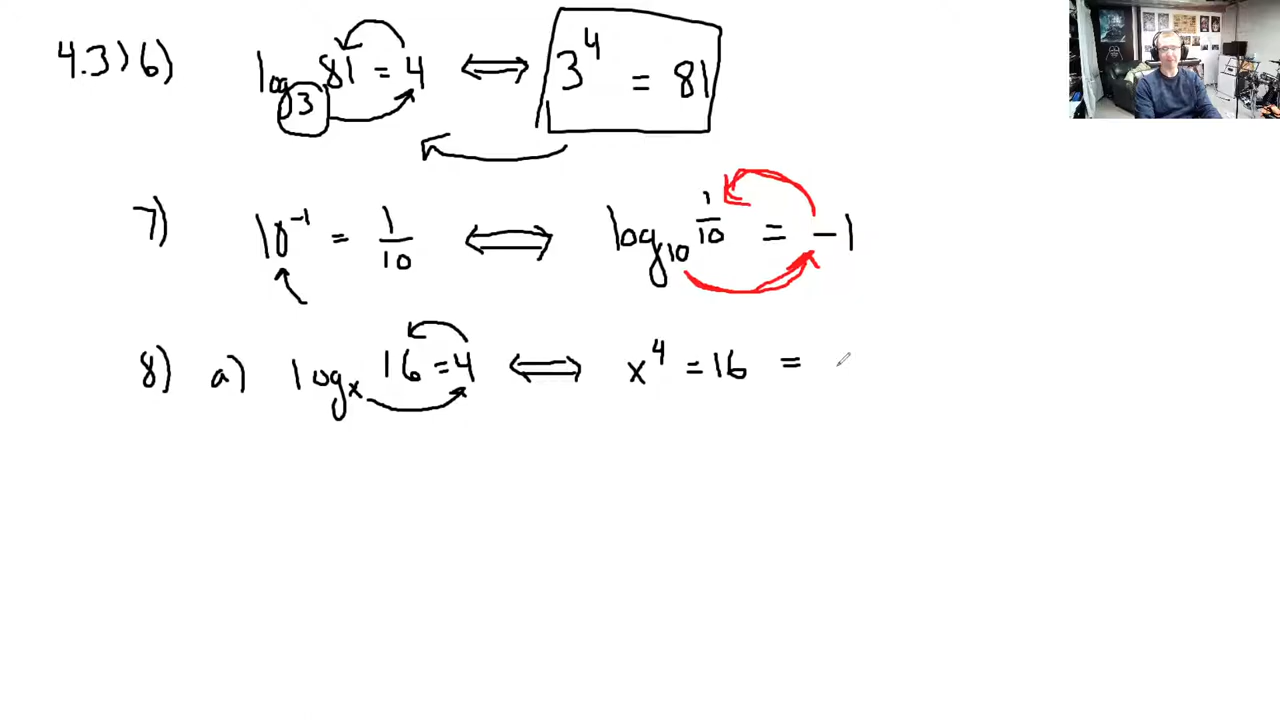 4.3) 6) log₃ 81 = 4 ⟺ 3⁴ = 81
7) 10⁻¹ = 1/10 ⟺ log₁₀ 1/10 = -1
8) a) logₓ 16 = 4 ⟺ x⁴ = 16 =